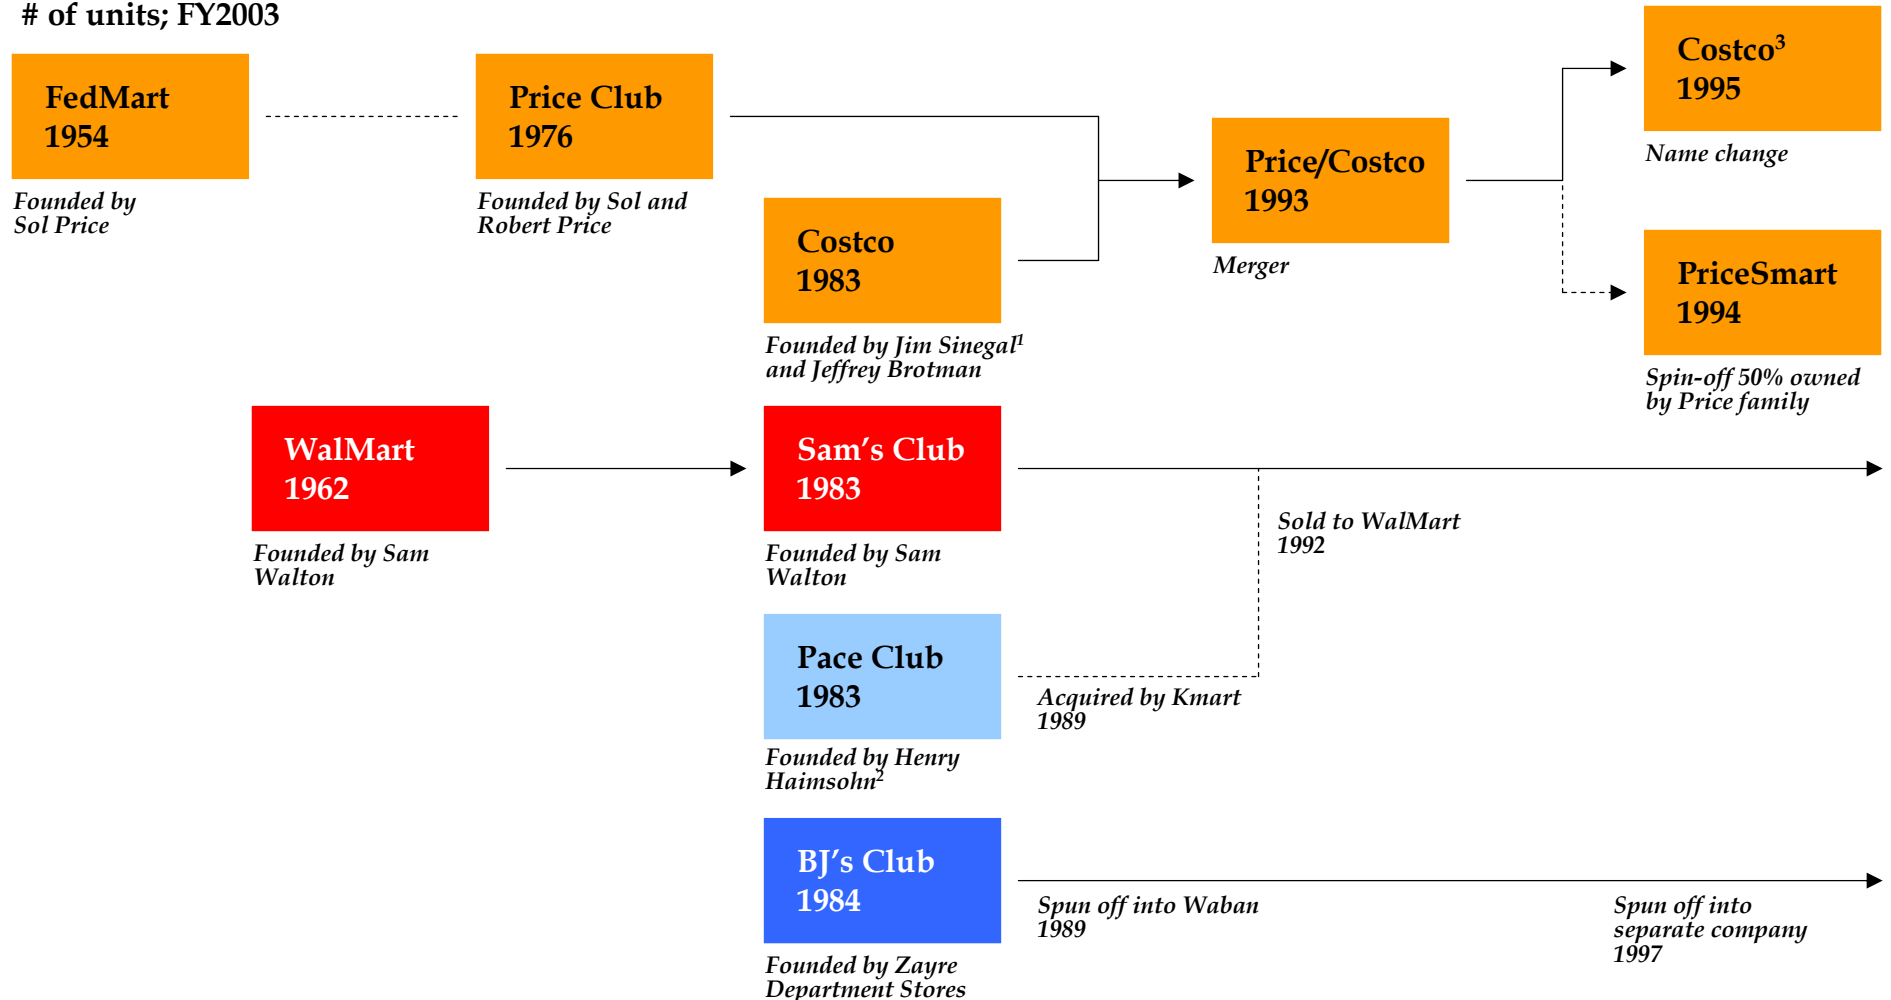 # of units; FY2003
FedMart
1954
Founded by
Sol Price
Price Club
1976
Founded by Sol and
Robert Price
Costco
1983
Founded by Jim Sinegal¹
and Jeffrey Brotman
Price/Costco
1993
Merger
Costco³
1995
Name change
PriceSmart
1994
Spin-off 50% owned
by Price family
WalMart
1962
Founded by Sam
Walton
Sam’s Club
1983
Founded by Sam
Walton
Sold to WalMart
1992
Pace Club
1983
Founded by Henry
Haimsohn²
Acquired by Kmart
1989
BJ’s Club
1984
Founded by Zayre
Department Stores
Spun off into Waban
1989
Spun off into
separate company
1997